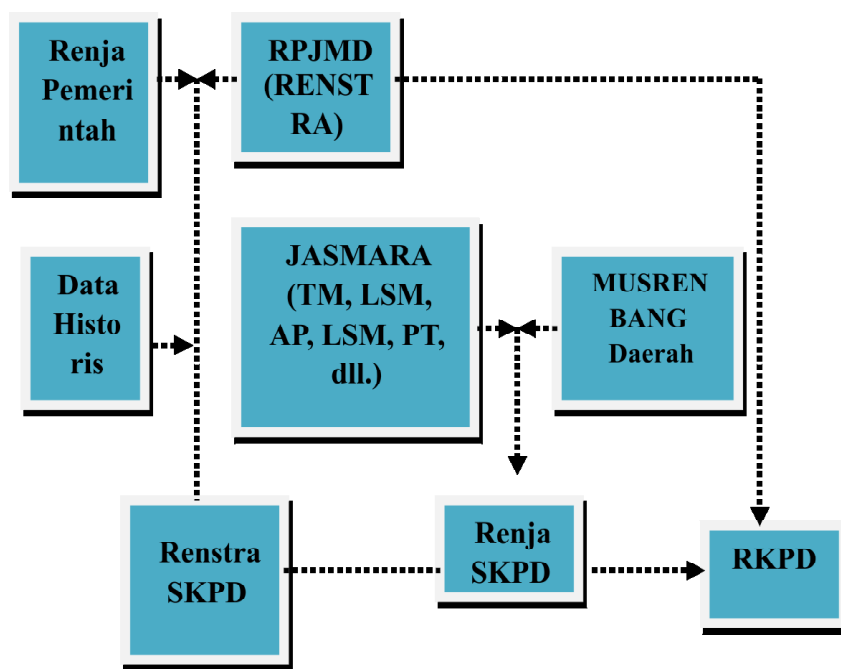 Renja
Pemeri
ntah
RPJMD
(RENST
RA)
Data
Histo
ris
JASMARA
(TM, LSM,
AP, LSM, PT,
dll.)
MUSREN
BANG
Daerah
Renstra
SKPD
Renja
SKPD
RKPD